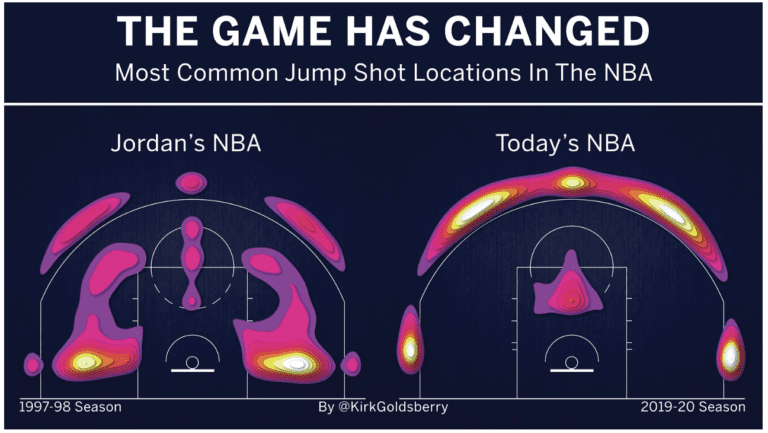 THE GAME HAS CHANGED
Most Common Jump Shot Locations In The NBA
Jordan's NBA
Today's NBA
1997-98 Season
By @KirkGoldsberry
2019-20 Season